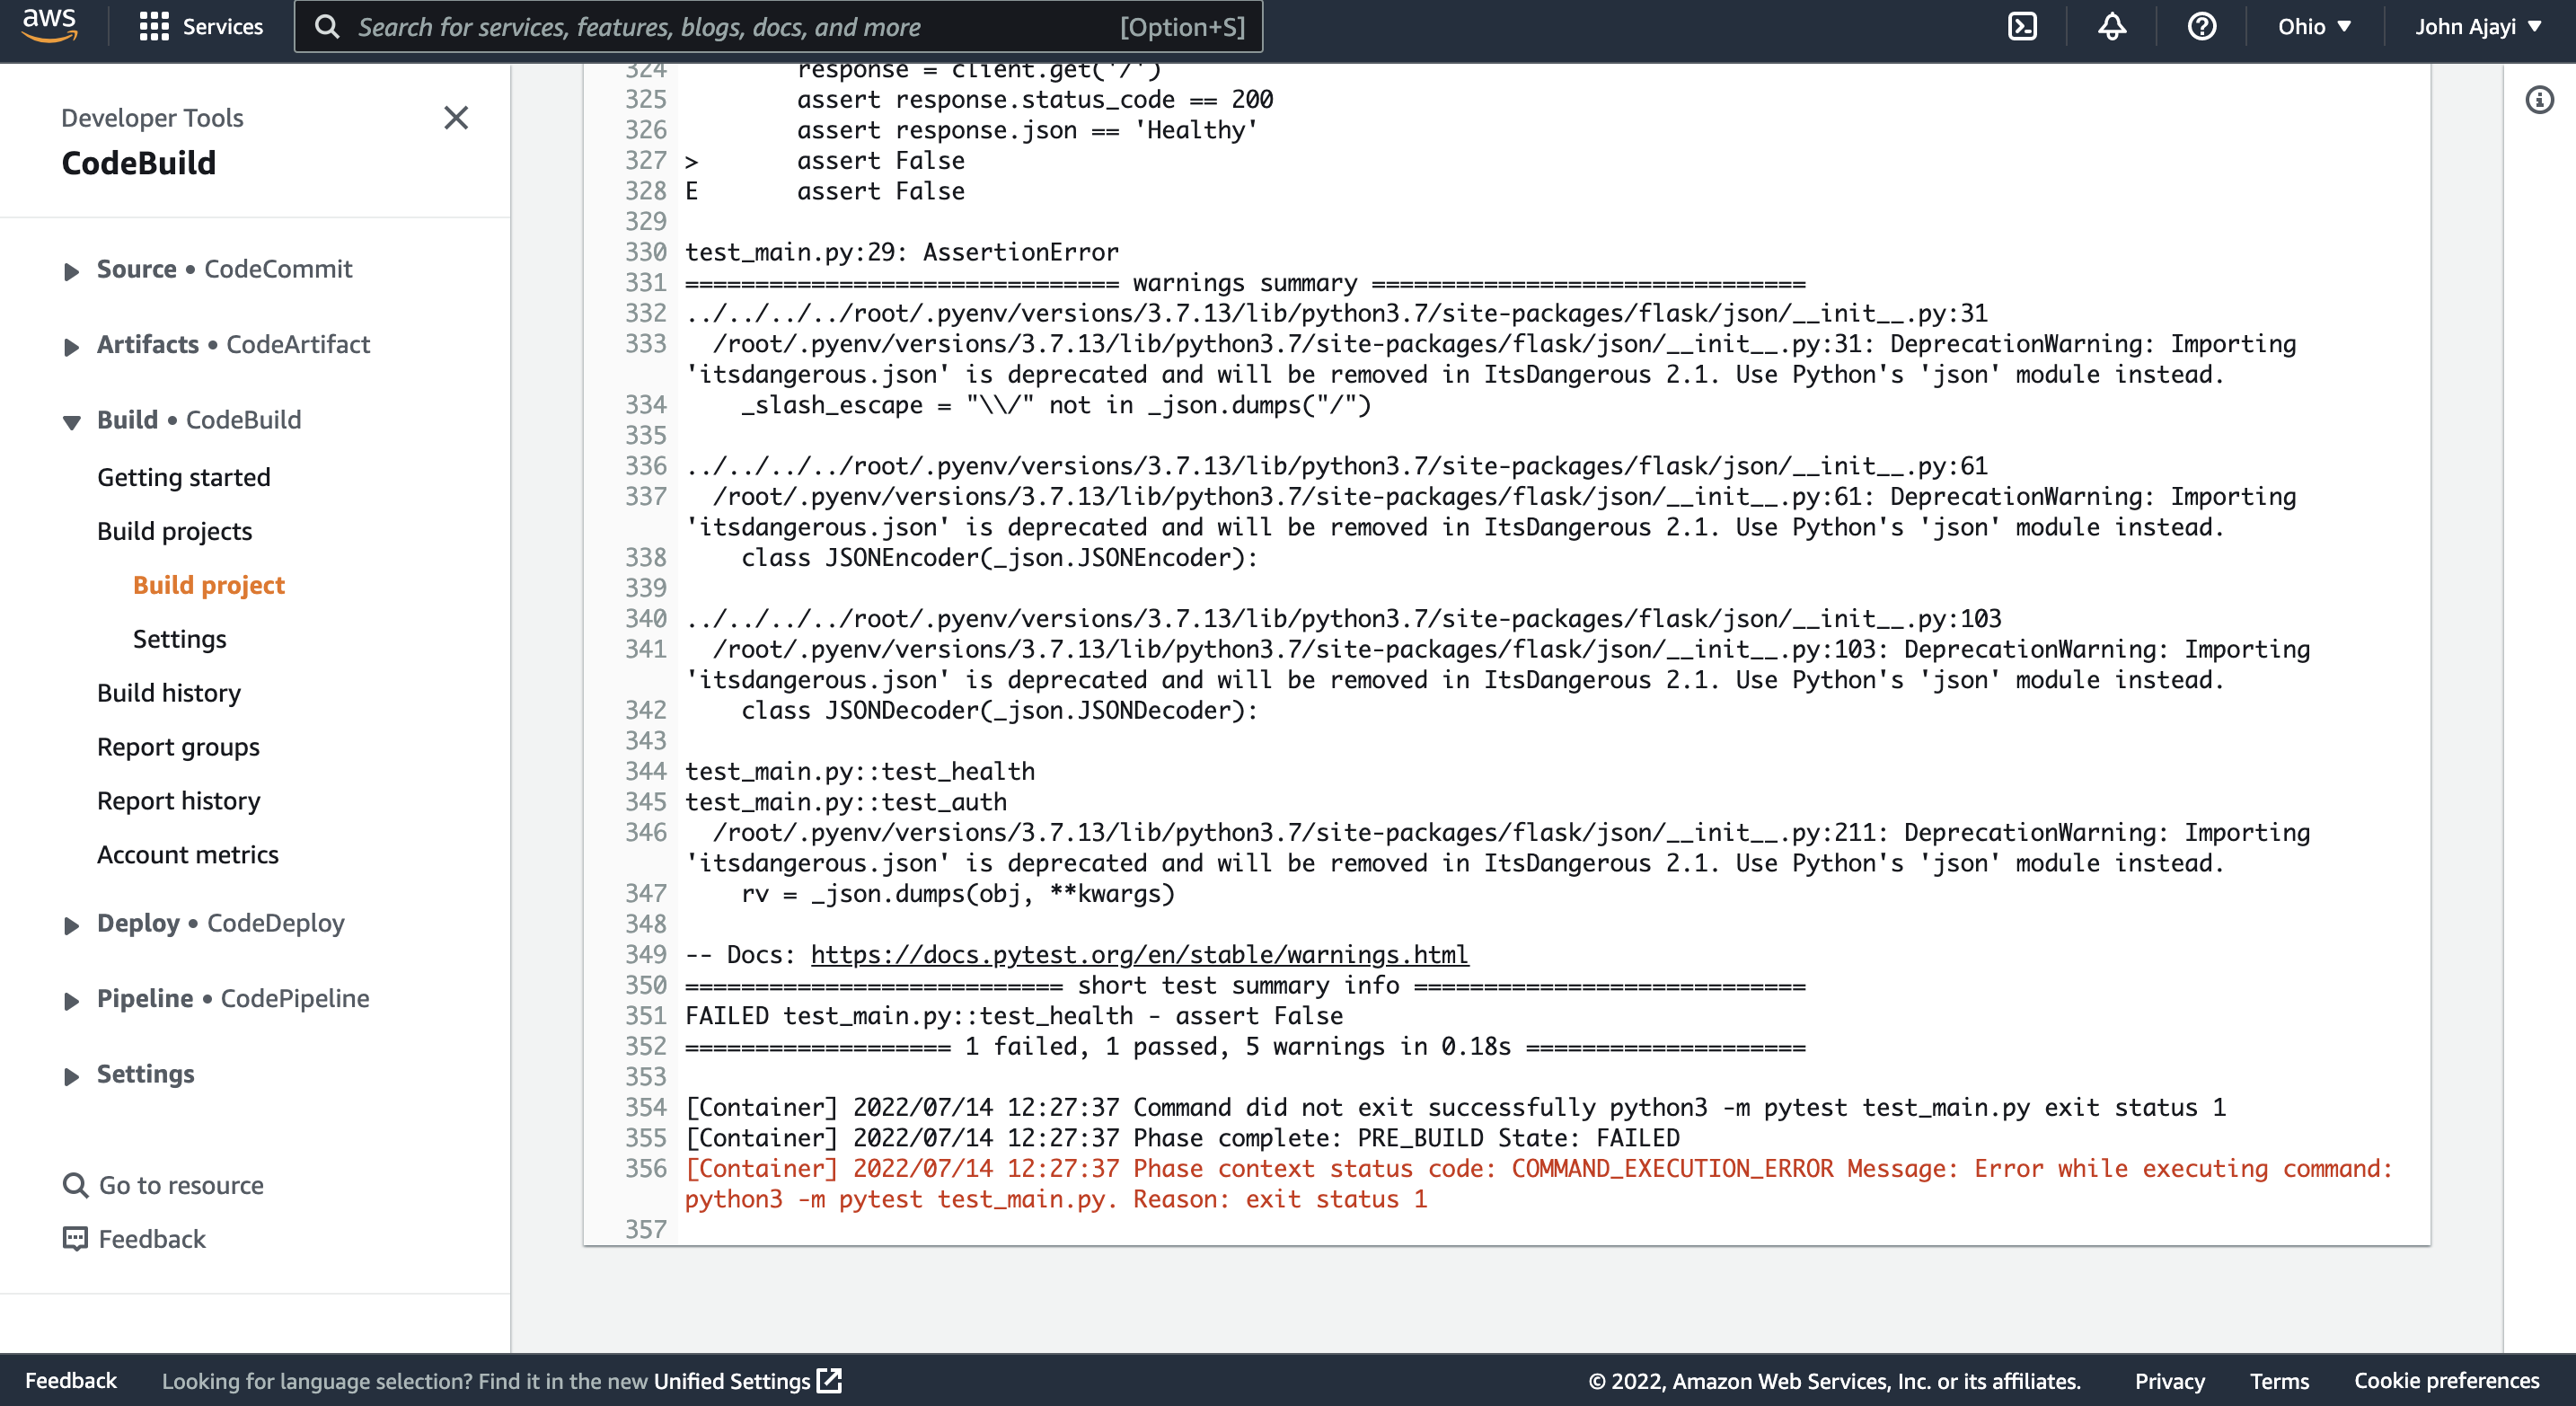 aws
Services
Search for services, features, blogs, docs, and more
[Option+S]
Ohio ▼
John Ajayi ▼
Developer Tools
CodeBuild
Source • CodeCommit
Artifacts • CodeArtifact
Build • CodeBuild
Getting started
Build projects
Build project
Settings
Build history
Report groups
Report history
Account metrics
Deploy • CodeDeploy
Pipeline • CodePipeline
Settings
Go to resource
Feedback
324 response = client.get('/')
325 assert response.status_code == 200
326 assert response.json == 'Healthy'
327 > assert False
328 E assert False
329
330 test_main.py:29: AssertionError
331 =============================== warnings summary ===============================
332 ../../../../root/.pyenv/versions/3.7.13/lib/python3.7/site-packages/flask/json/__init__.py:31
333 /root/.pyenv/versions/3.7.13/lib/python3.7/site-packages/flask/json/__init__.py:31: DeprecationWarning: Importing
'itsdangerous.json' is deprecated and will be removed in ItsDangerous 2.1. Use Python's 'json' module instead.
334 _slash_escape = "\\/" not in _json.dumps("/")
335
336 ../../../../root/.pyenv/versions/3.7.13/lib/python3.7/site-packages/flask/json/__init__.py:61
337 /root/.pyenv/versions/3.7.13/lib/python3.7/site-packages/flask/json/__init__.py:61: DeprecationWarning: Importing
'itsdangerous.json' is deprecated and will be removed in ItsDangerous 2.1. Use Python's 'json' module instead.
338 class JSONEncoder(_json.JSONEncoder):
339
340 ../../../../root/.pyenv/versions/3.7.13/lib/python3.7/site-packages/flask/json/__init__.py:103
341 /root/.pyenv/versions/3.7.13/lib/python3.7/site-packages/flask/json/__init__.py:103: DeprecationWarning: Importing
'itsdangerous.json' is deprecated and will be removed in ItsDangerous 2.1. Use Python's 'json' module instead.
342 class JSONDecoder(_json.JSONDecoder):
343
344 test_main.py::test_health
345 test_main.py::test_auth
346 /root/.pyenv/versions/3.7.13/lib/python3.7/site-packages/flask/json/__init__.py:211: DeprecationWarning: Importing
'itsdangerous.json' is deprecated and will be removed in ItsDangerous 2.1. Use Python's 'json' module instead.
347 rv = _json.dumps(obj, **kwargs)
348
349 -- Docs: https://docs.pytest.org/en/stable/warnings.html
350 =========================== short test summary info ============================
351 FAILED test_main.py::test_health - assert False
352 =================== 1 failed, 1 passed, 5 warnings in 0.18s ====================
353
354 [Container] 2022/07/14 12:27:37 Command did not exit successfully python3 -m pytest test_main.py exit status 1
355 [Container] 2022/07/14 12:27:37 Phase complete: PRE_BUILD State: FAILED
356 [Container] 2022/07/14 12:27:37 Phase context status code: COMMAND_EXECUTION_ERROR Message: Error while executing command:
python3 -m pytest test_main.py. Reason: exit status 1
357
Feedback
Looking for language selection? Find it in the new Unified Settings
© 2022, Amazon Web Services, Inc. or its affiliates.
Privacy
Terms
Cookie preferences